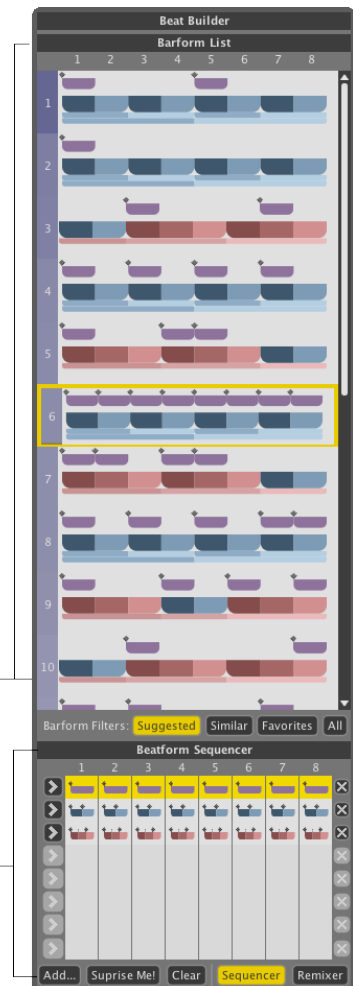 Beat Builder
Barform List
1 2 3 4 5 6 7 8
1
2
3
4
5
6
7
8
9
10
Barform Filters: Suggested Similar Favorites All
Beatform Sequencer
1 2 3 4 5 6 7 8
Add... Suprise Me! Clear Sequencer Remixer